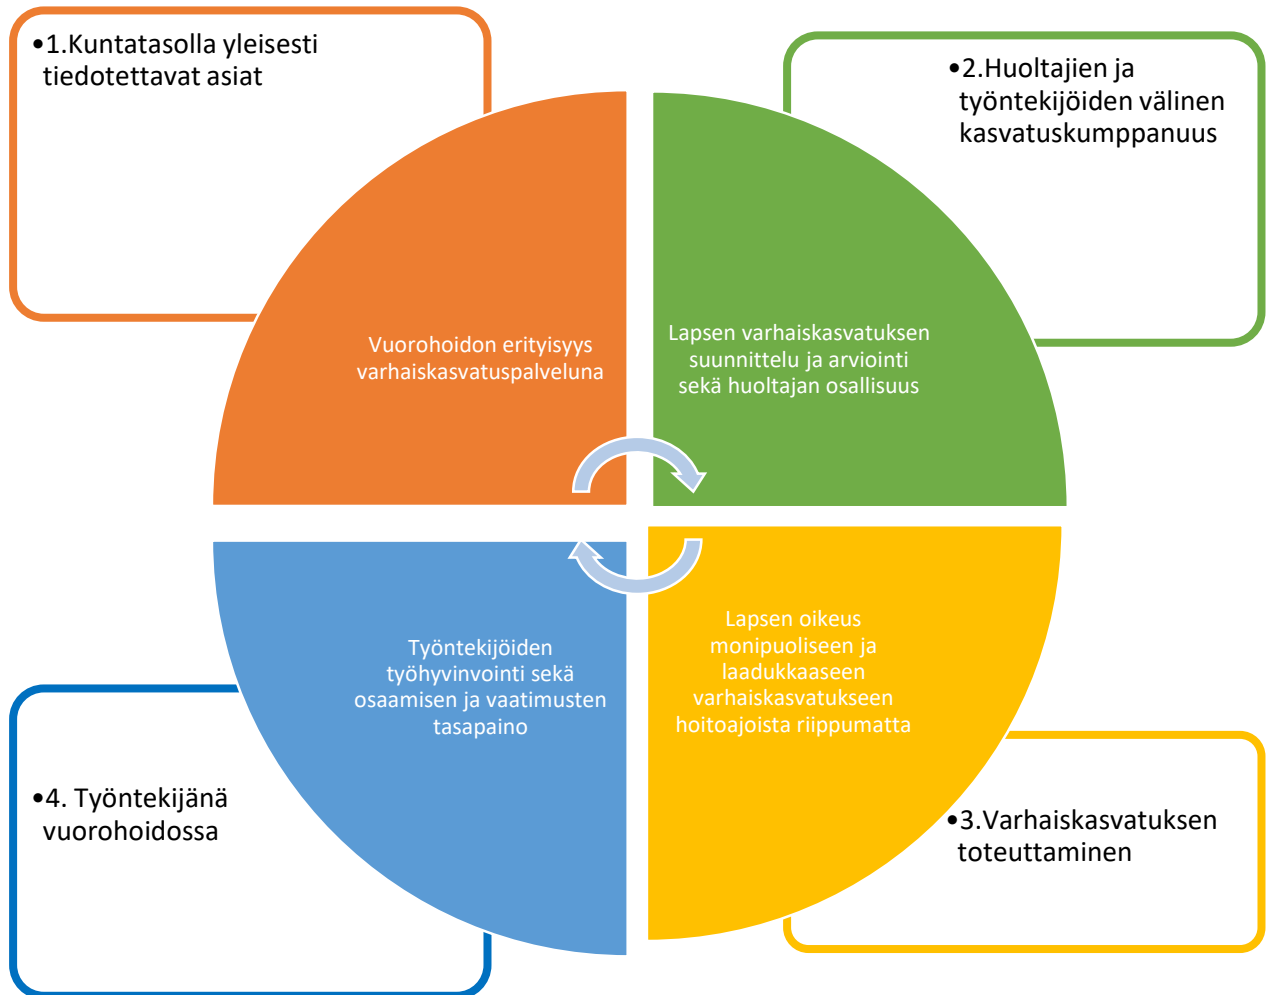 •1.Kuntatasolla yleisesti
tiedotettavat asiat
•2.Huoltajien ja
työntekijöiden välinen
kasvatuskumppanuus
Vuorohoidon erityisyys
varhaiskasvatuspalveluna
Lapsen varhaiskasvatuksen
suunnittelu ja arviointi
sekä huoltajan osallisuus
Lapsen oikeus
monipuoliseen ja
laadukkaaseen
varhaiskasvatukseen
hoitoajoista riippumatta
Työntekijöiden
työhyvinvointi sekä
osaamisen ja vaatimusten
tasapaino
•3.Varhaiskasvatuksen
toteuttaminen
•4. Työntekijänä
vuorohoidossa